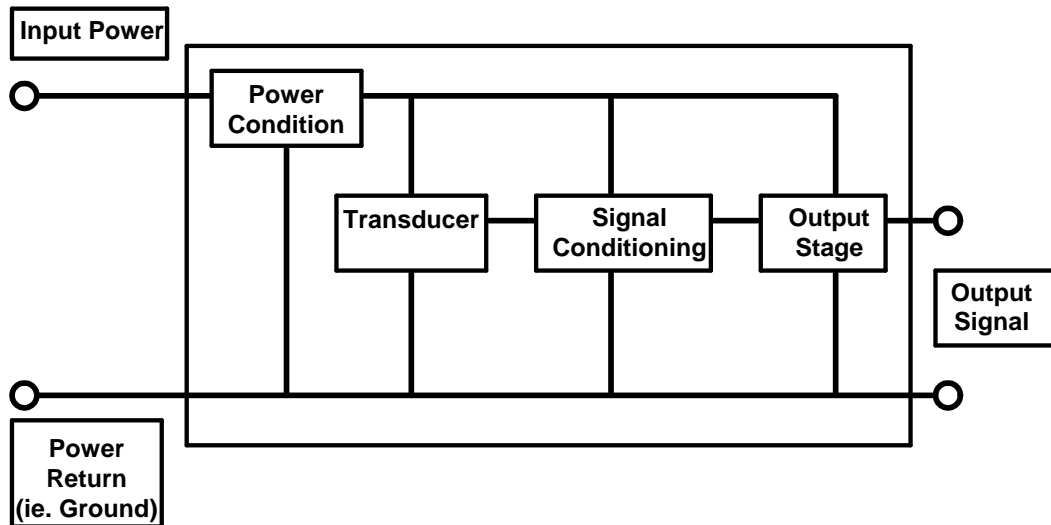 Input Power
Power
Condition
Transducer
Signal
Conditioning
Output
Stage
Output
Signal
Power
Return
(ie. Ground)